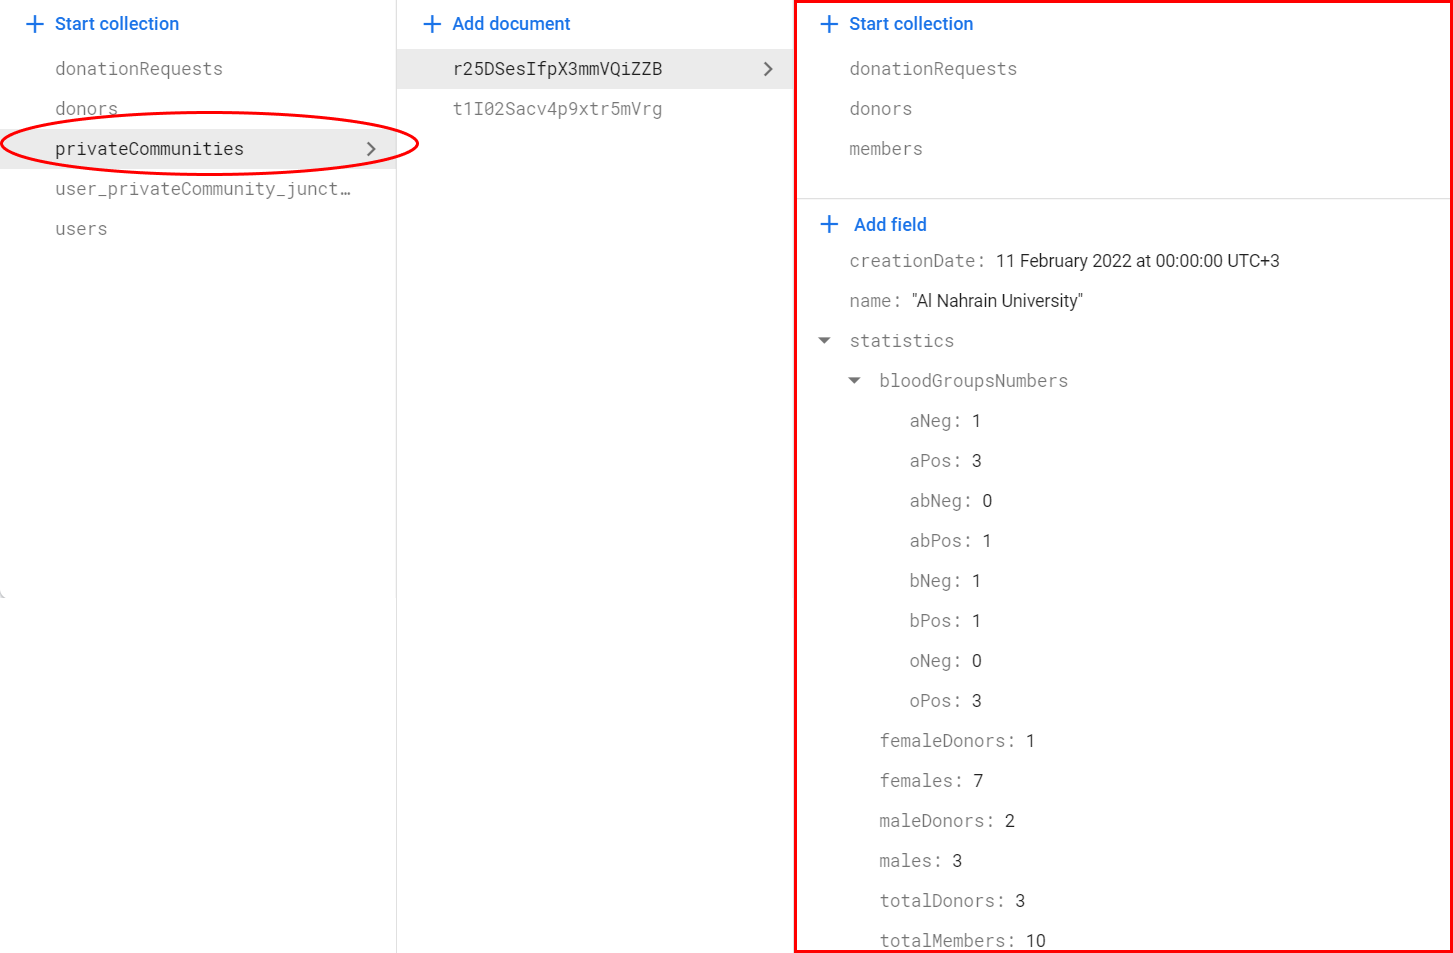 Start collection
donationRequests
donors
privateCommunities
user_privateCommunity_junct…
users
Add document
r25DSesIfpX3mmVQiZZB
t1I02Sacv4p9xtr5mVrg
Start collection
donationRequests
donors
members
Add field
creationDate: 11 February 2022 at 00:00:00 UTC+3
name: "Al Nahrain University"
statistics
bloodGroupsNumbers
aNeg: 1
aPos: 3
abNeg: 0
abPos: 1
bNeg: 1
bPos: 1
oNeg: 0
oPos: 3
femaleDonors: 1
females: 7
maleDonors: 2
males: 3
totalDonors: 3
totalMembers: 10